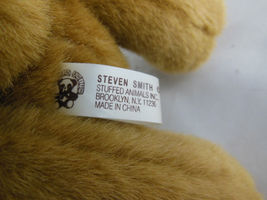 STEVEN SMITH
STUFFED ANIMALS INC.
BROOKLYN, N.Y. 11236
MADE IN CHINA